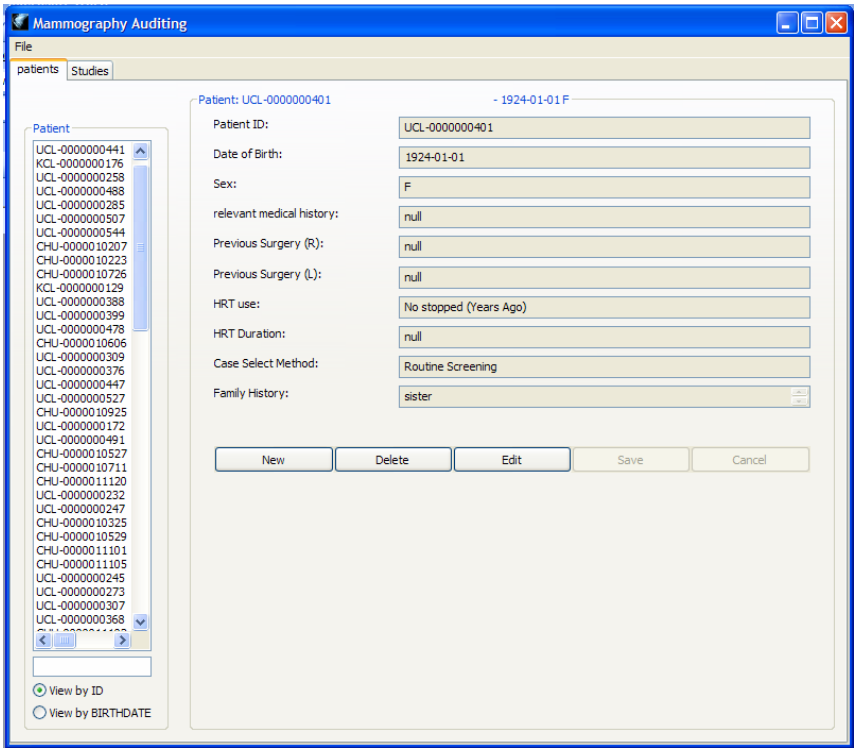 Mammography Auditing
File
patients Studies
Patient
UCL-0000000441
KCL-0000000176
UCL-0000000258
UCL-0000000488
UCL-0000000285
UCL-0000000507
UCL-0000000544
CHU-0000010207
CHU-0000010223
CHU-0000010726
KCL-0000000129
UCL-0000000388
UCL-0000000399
UCL-0000000478
CHU-0000010606
UCL-0000000309
UCL-0000000376
UCL-0000000447
UCL-0000000527
CHU-0000010925
UCL-0000000172
UCL-0000000491
CHU-0000010527
CHU-0000010711
CHU-0000011120
UCL-0000000232
UCL-0000000247
CHU-0000010325
CHU-0000010529
CHU-0000011101
CHU-0000011105
UCL-0000000245
UCL-0000000273
UCL-0000000307
UCL-0000000368
View by ID
View by BIRTHDATE
Patient: UCL-0000000401 - 1924-01-01 F
Patient ID: UCL-0000000401
Date of Birth: 1924-01-01
Sex: F
relevant medical history: null
Previous Surgery (R): null
Previous Surgery (L): null
HRT use: No stopped (Years Ago)
HRT Duration: null
Case Select Method: Routine Screening
Family History: sister
New Delete Edit Save Cancel